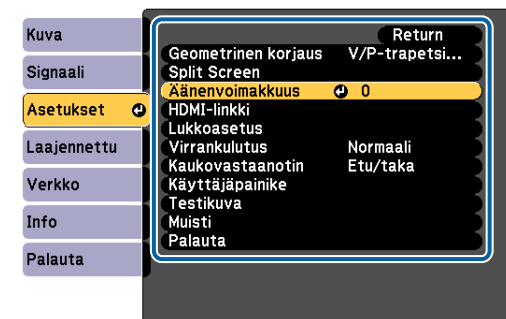 Kuva
Signaali
Asetukset
Laajennettu
Verkko
Info
Palauta
Return
Geometrinen korjaus V/P-trapetsi...
Split Screen
Äänenvoimakkuus 0
HDMI-linkki
Lukkoasetus
Virrankulutus Normaali
Kaukovastaanotin Etu/taka
Käyttäjäpainike
Testikuva
Muisti
Palauta